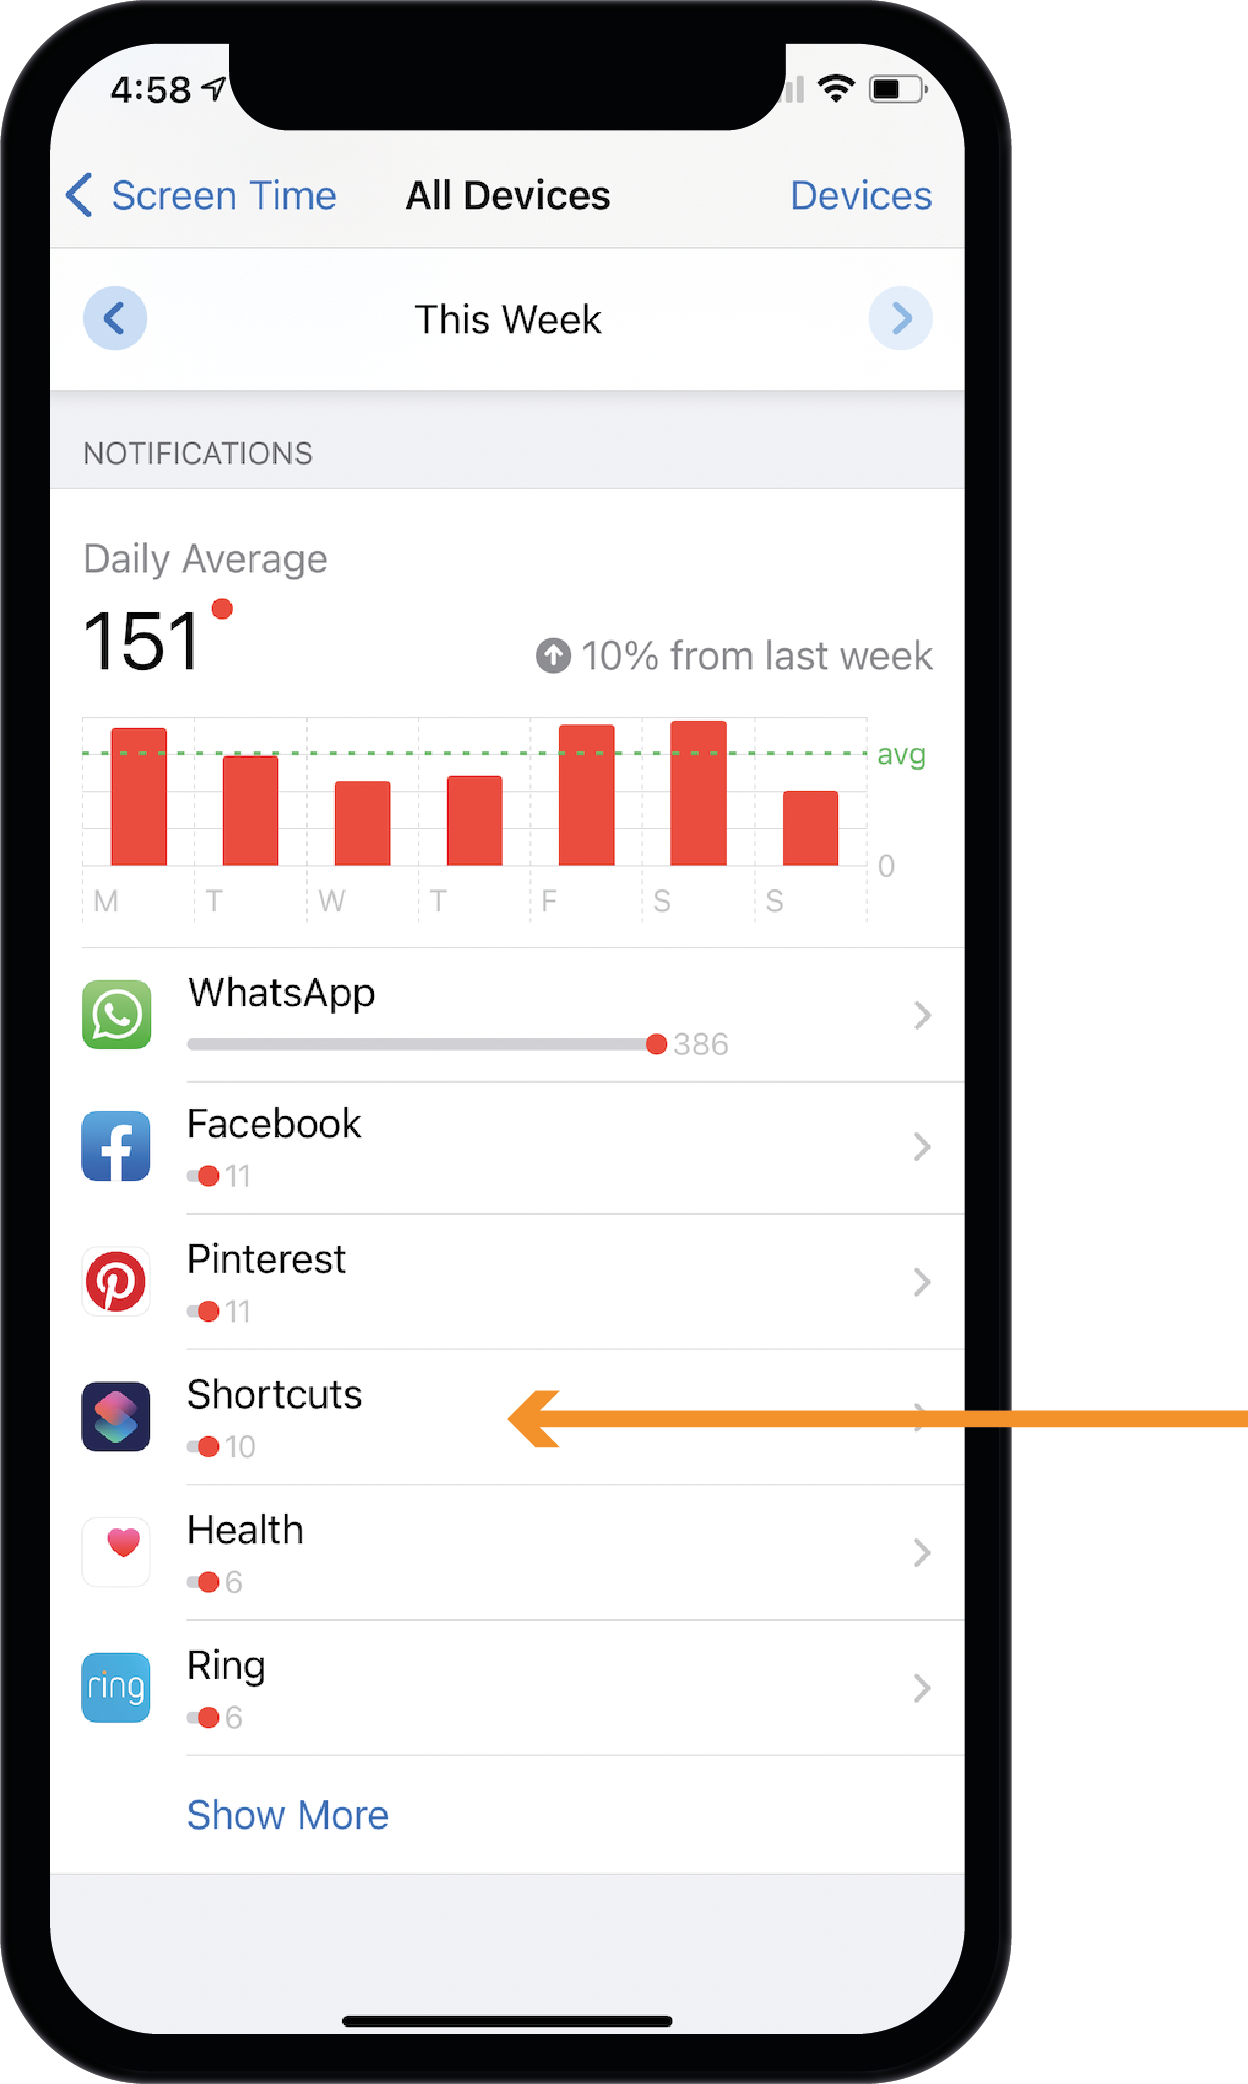 4:58
Screen Time All Devices Devices
This Week
NOTIFICATIONS
Daily Average
151
10% from last week
avg
0
M T W T F S S
WhatsApp
386
Facebook
11
Pinterest
11
Shortcuts
10
Health
6
ring
Ring
6
Show More